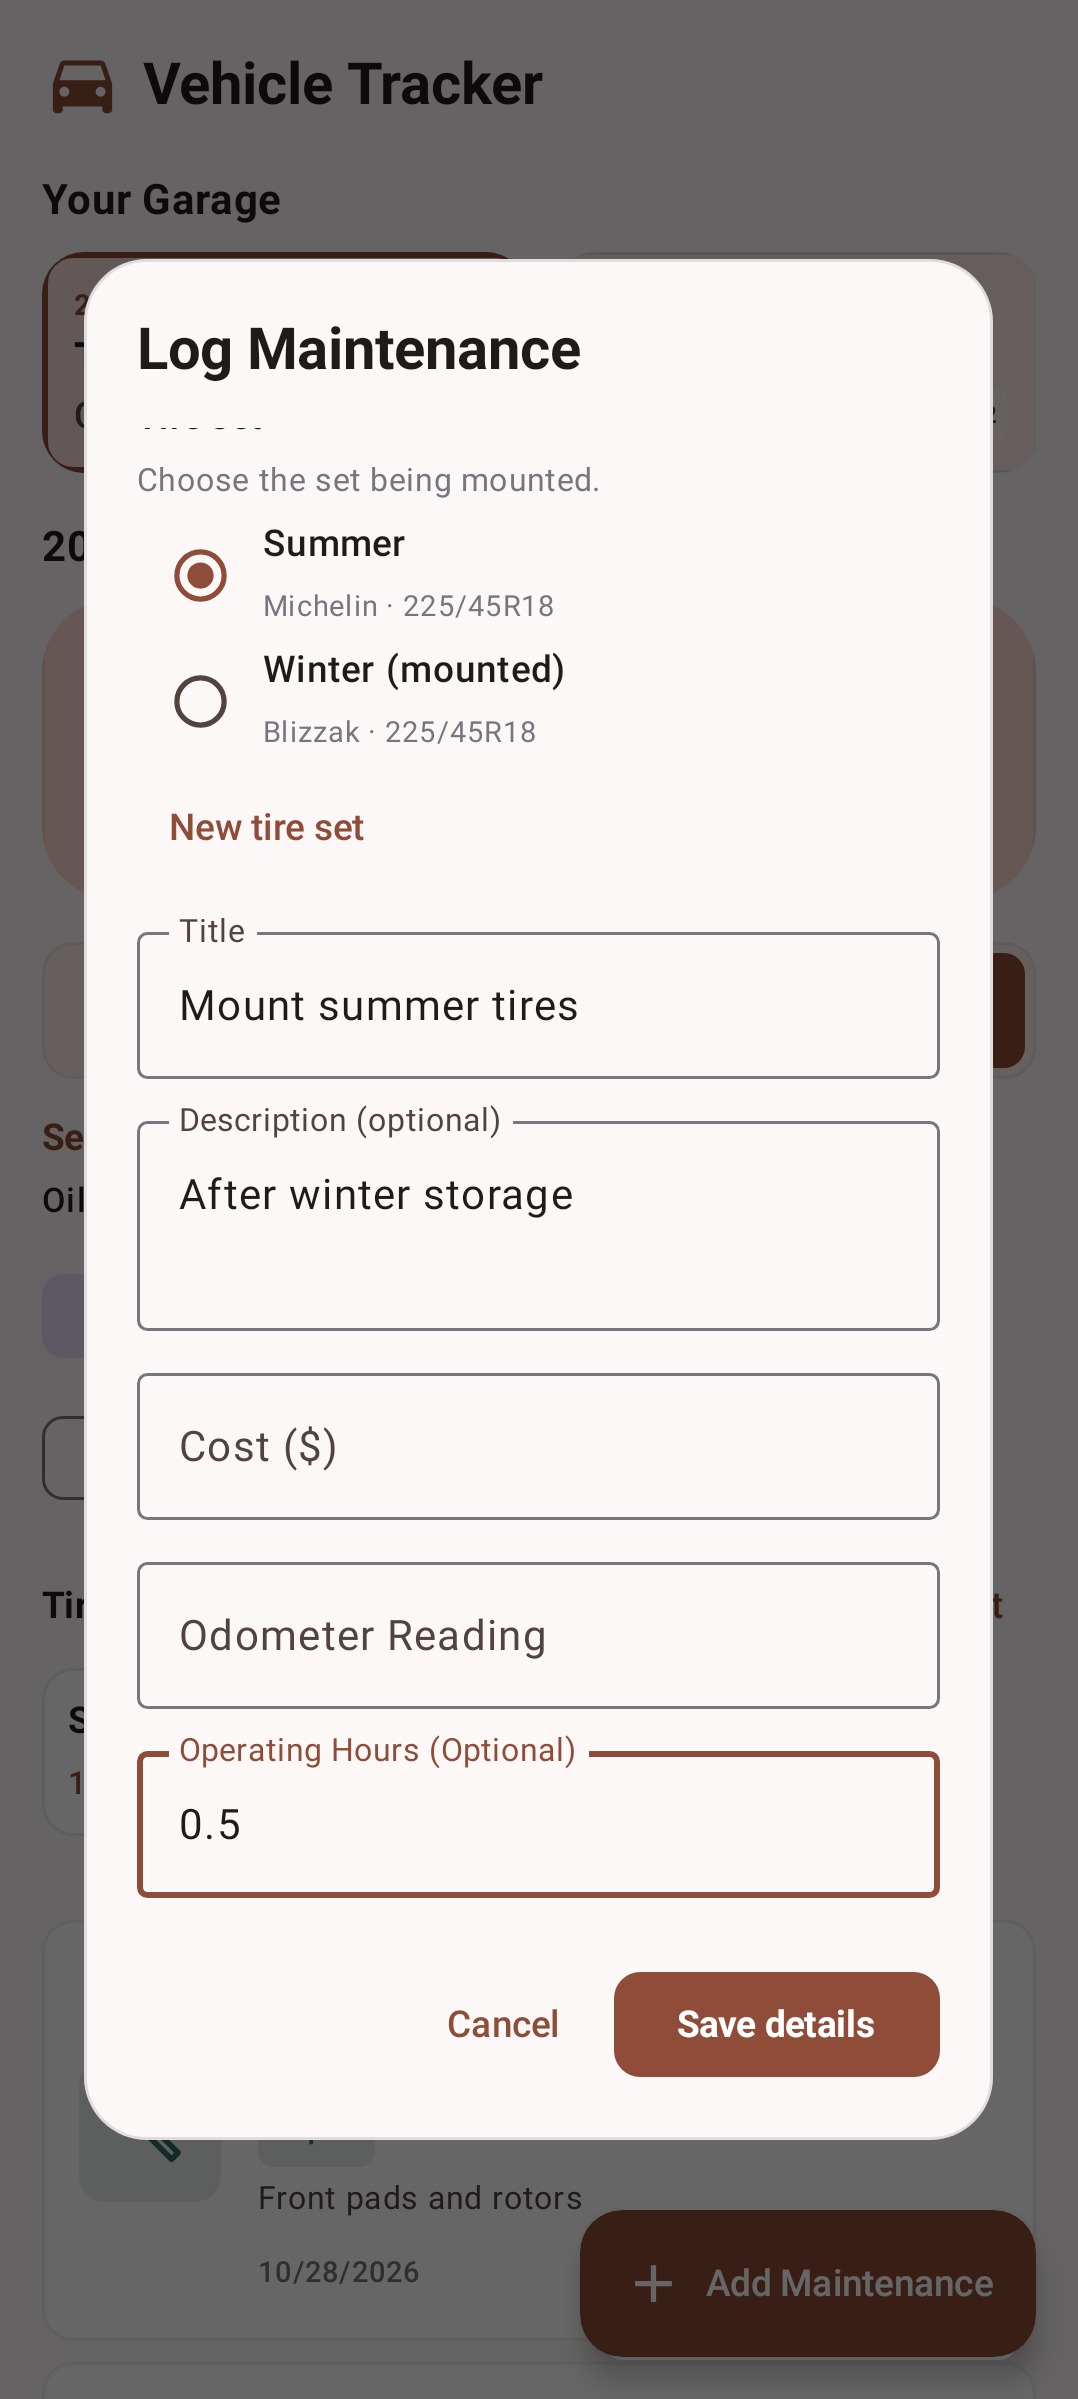 Vehicle Tracker
Your Garage
Log Maintenance
Choose the set being mounted.
Summer
Michelin · 225/45R18
Winter (mounted)
Blizzak · 225/45R18
New tire set
Title
Mount summer tires
Description (optional)
After winter storage
Cost ($)
Odometer Reading
Operating Hours (Optional)
0.5
Cancel
Save details
Front pads and rotors
10/28/2026
Add Maintenance